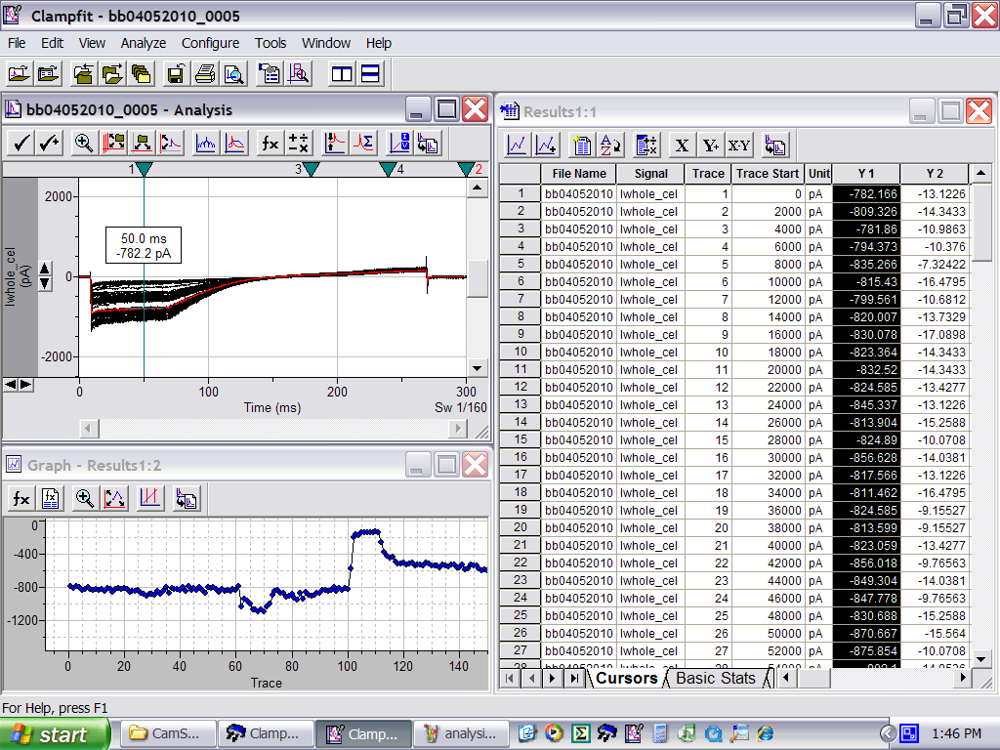 Clampfit - bb04052010_0005
File Edit View Analyze Configure Tools Window Help
bb04052010_0005 - Analysis
1 3 4 2
2000
0
-2000
Iwhole_cel
(pA)
50.0 ms
-782.2 pA
0 100 200 300
Time (ms)
Sw 1/160
Graph - Results1:2
0
-400
-800
-1200
0 20 40 60 80 100 120 140
Trace
Results1:1
File Name Signal Trace Trace Start Unit Y 1 Y 2
1 bb04052010 Iwhole_cel 1 0 pA -782.166 -13.1226
2 bb04052010 Iwhole_cel 2 2000 pA -809.326 -14.3433
3 bb04052010 Iwhole_cel 3 4000 pA -781.86 -10.9863
4 bb04052010 Iwhole_cel 4 6000 pA -794.373 -10.376
5 bb04052010 Iwhole_cel 5 8000 pA -835.266 -7.32422
6 bb04052010 Iwhole_cel 6 10000 pA -815.43 -16.4795
7 bb04052010 Iwhole_cel 7 12000 pA -799.561 -10.6812
8 bb04052010 Iwhole_cel 8 14000 pA -820.007 -13.7329
9 bb04052010 Iwhole_cel 9 16000 pA -830.078 -17.0898
10 bb04052010 Iwhole_cel 10 18000 pA -823.364 -14.3433
11 bb04052010 Iwhole_cel 11 20000 pA -832.52 -14.3433
12 bb04052010 Iwhole_cel 12 22000 pA -824.585 -13.4277
13 bb04052010 Iwhole_cel 13 24000 pA -845.337 -13.1226
14 bb04052010 Iwhole_cel 14 26000 pA -813.904 -15.2588
15 bb04052010 Iwhole_cel 15 28000 pA -824.89 -10.0708
16 bb04052010 Iwhole_cel 16 30000 pA -856.628 -14.0381
17 bb04052010 Iwhole_cel 17 32000 pA -817.566 -13.1226
18 bb04052010 Iwhole_cel 18 34000 pA -811.462 -16.4795
19 bb04052010 Iwhole_cel 19 36000 pA -824.585 -9.15527
20 bb04052010 Iwhole_cel 20 38000 pA -813.599 -9.15527
21 bb04052010 Iwhole_cel 21 40000 pA -823.059 -13.4277
22 bb04052010 Iwhole_cel 22 42000 pA -856.018 -9.76563
23 bb04052010 Iwhole_cel 23 44000 pA -849.304 -14.0381
24 bb04052010 Iwhole_cel 24 46000 pA -847.778 -9.76563
25 bb04052010 Iwhole_cel 25 48000 pA -830.688 -15.2588
26 bb04052010 Iwhole_cel 26 50000 pA -870.667 -15.564
27 bb04052010 Iwhole_cel 27 52000 pA -875.854 -10.0708
Cursors Basic Stats
For Help, press F1
start CamS... Clamp... Clamp... analysi... 1:46 PM